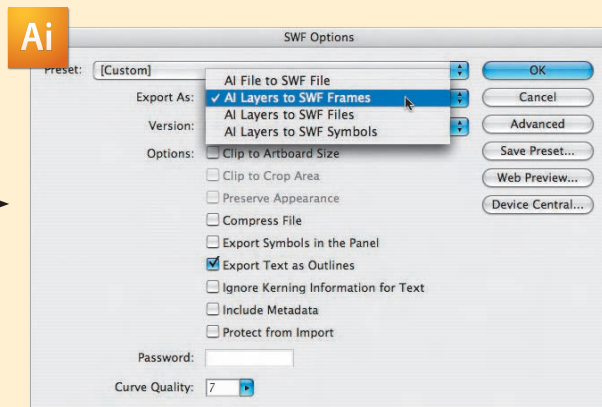 Ai
SWF Options
Preset: [Custom] OK
AI File to SWF File
Export As: ✓ AI Layers to SWF Frames Cancel
AI Layers to SWF Files
Version: Advanced
AI Layers to SWF Symbols
Options: Clip to Artboard Size Save Preset...
Clip to Crop Area Web Preview...
Preserve Appearance Device Central...
Compress File
Export Symbols in the Panel
Export Text as Outlines
Ignore Kerning Information for Text
Include Metadata
Protect from Import
Password:
Curve Quality: 7